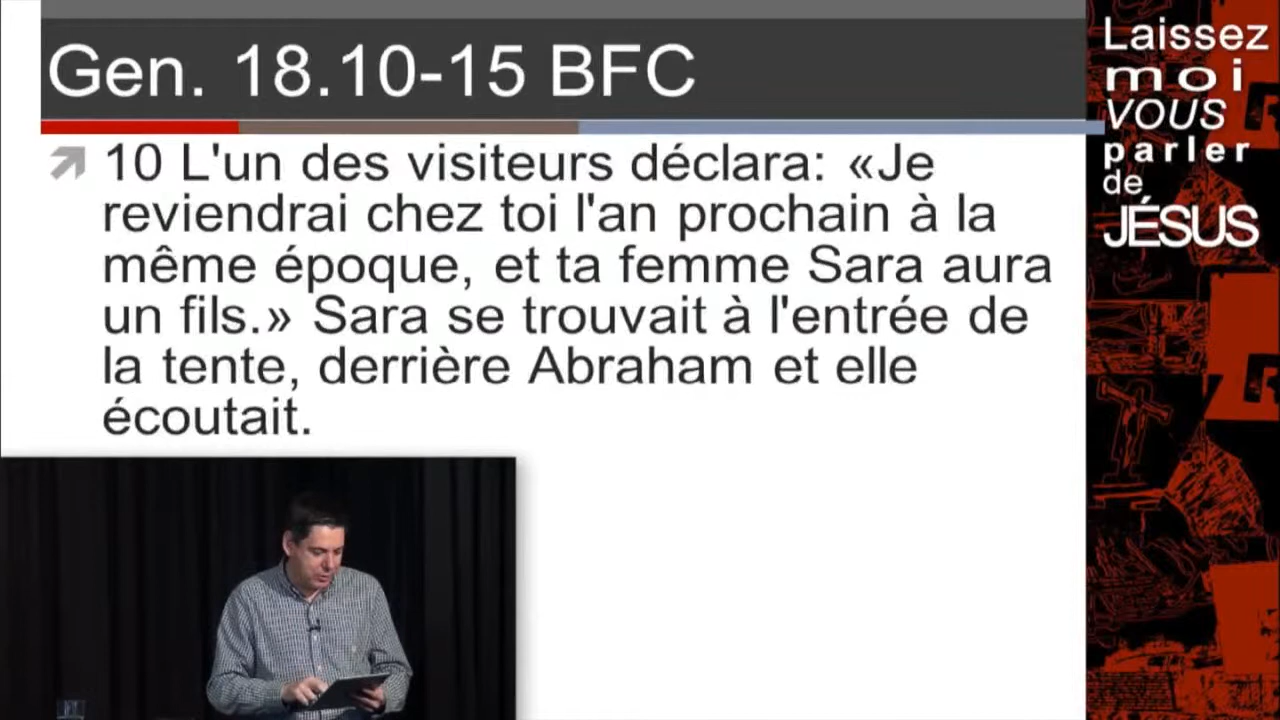 Gen. 18.10-15 BFC
10 L'un des visiteurs déclara: «Je
reviendrai chez toi l'an prochain à la
même époque, et ta femme Sara aura
un fils.» Sara se trouvait à l'entrée de
la tente, derrière Abraham et elle
écoutait.
Laissez
moi
VOUS
parler
de
JÉSUS